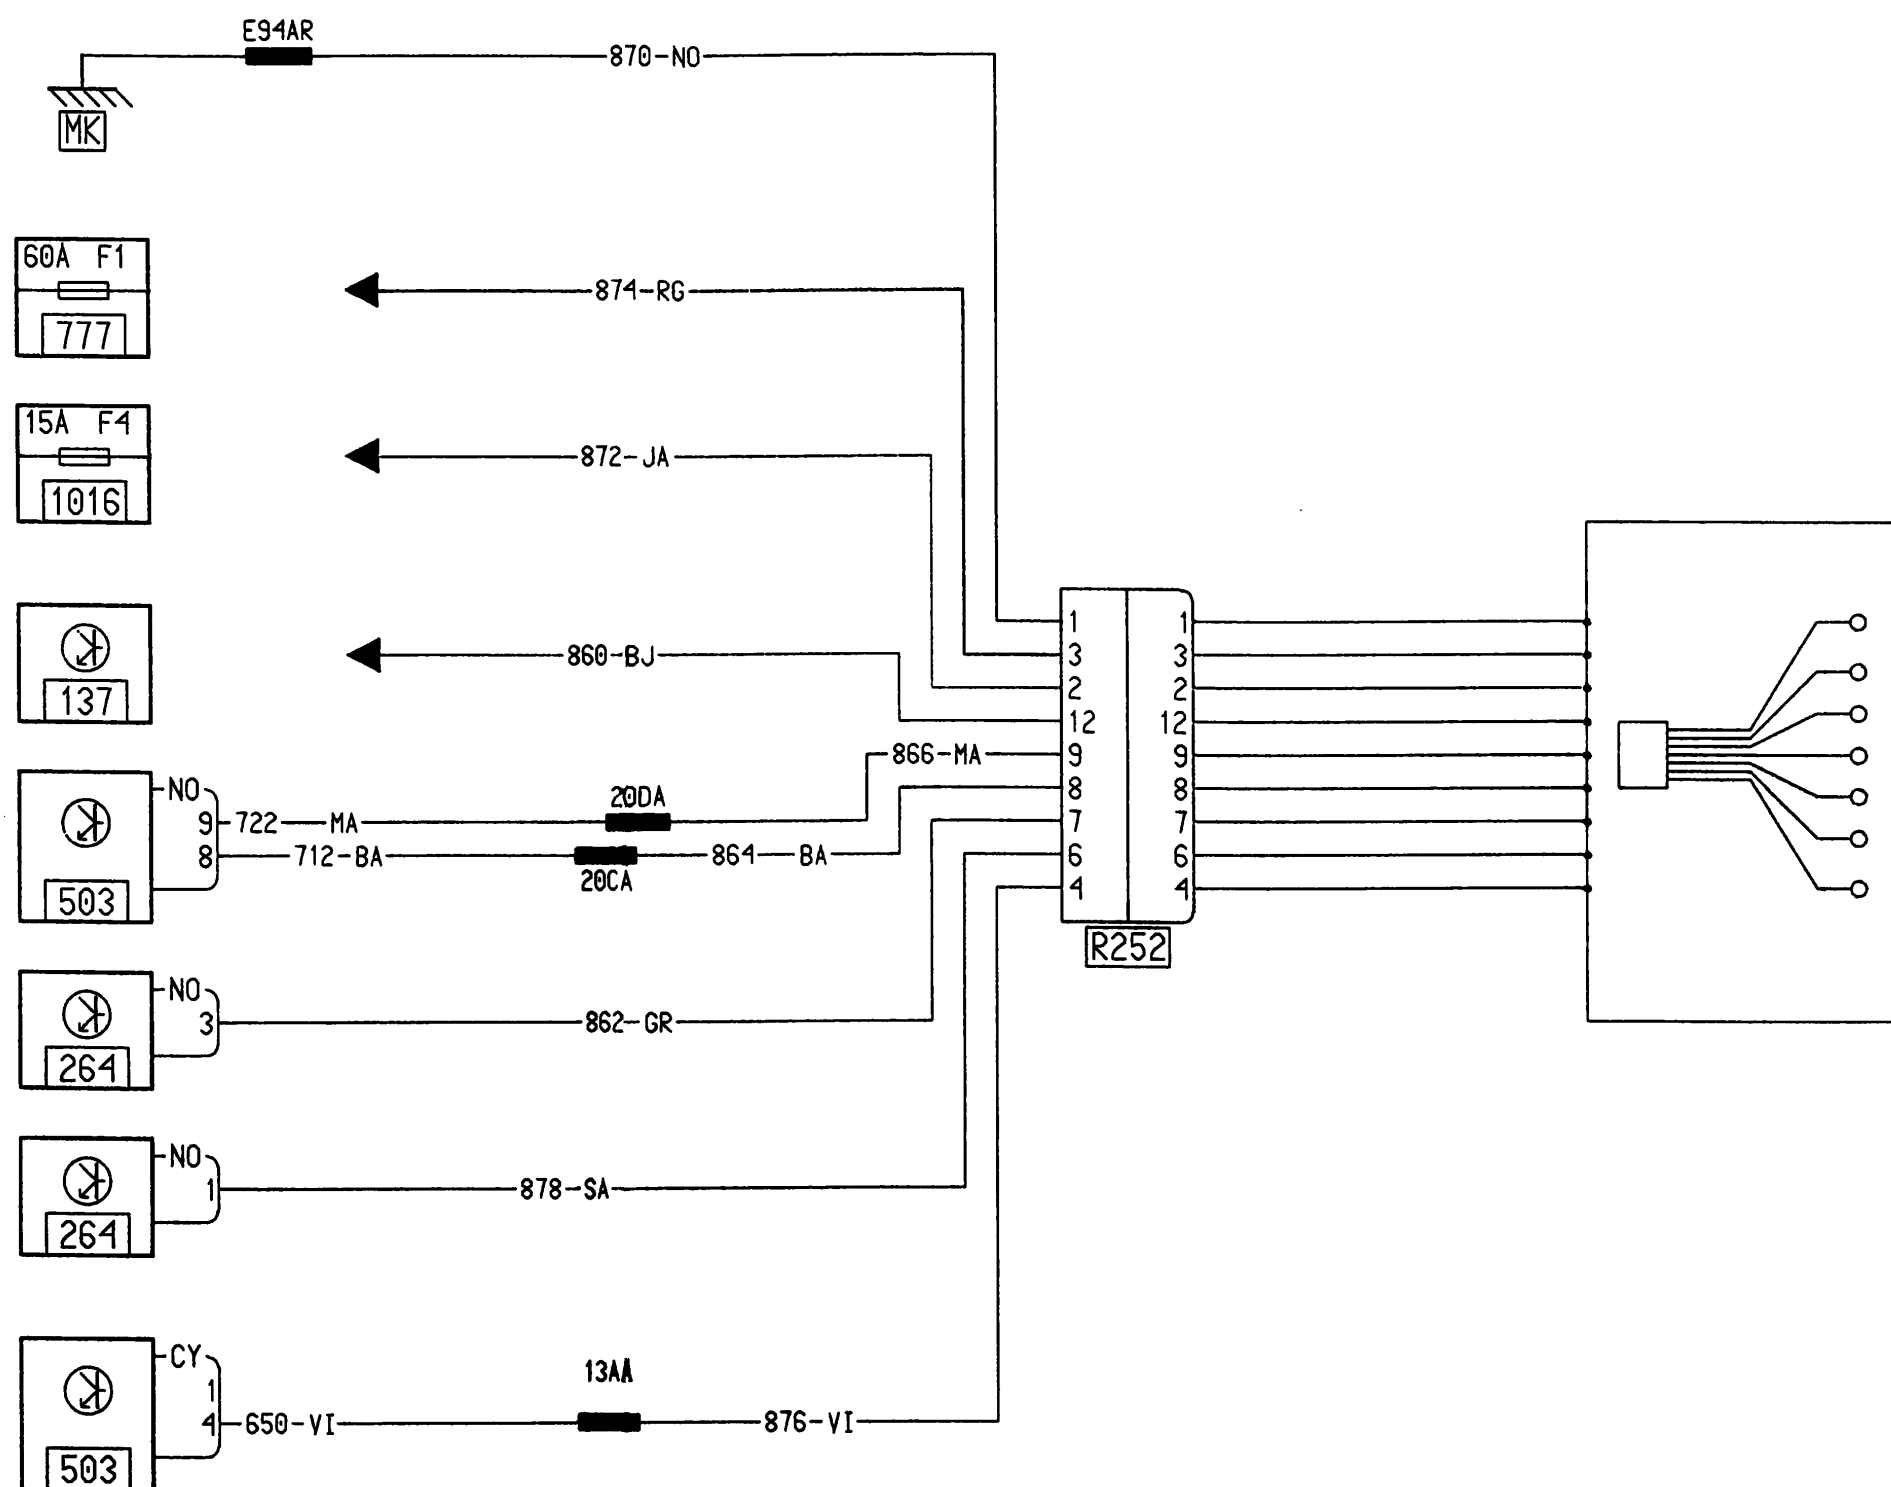 E94AR
870-NO
MK
60A F1
777
874-RG
15A F4
1016
872-JA
137
860-BJ
1 1
3 3
2 2
12 12
866-MA 9 9
8 8
7 7
6 6
4 4
R252
NO
20DA
9 722 MA
8 712-BA 864 BA
20CA
503
NO
3 862-GR
264
NO
1 878-SA
264
CY
13AA
1
4 650-VI 876-VI
503